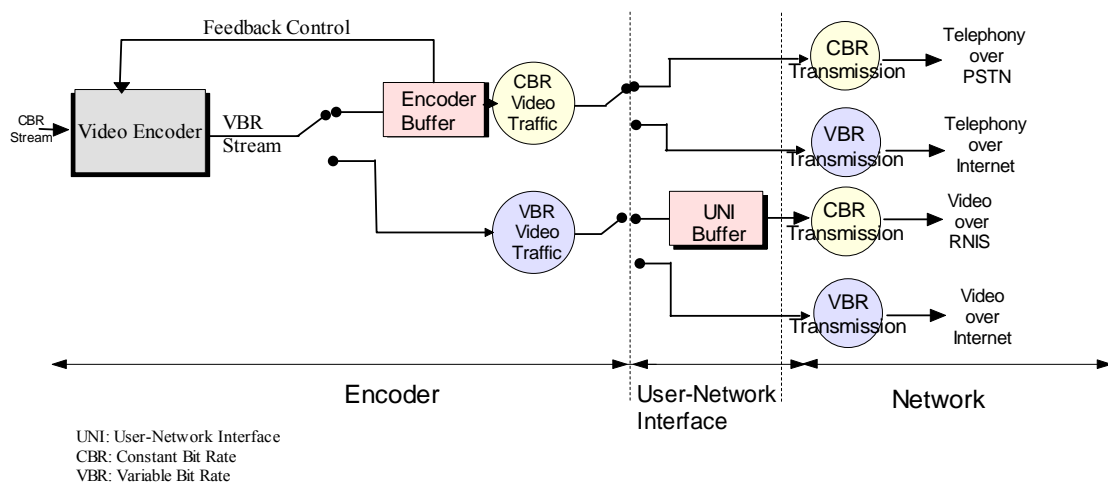 Feedback Control
CBR
Stream
Video Encoder
VBR
Stream
Encoder
Buffer
CBR
Video
Traffic
VBR
Video
Traffic
UNI
Buffer
CBR
Transmission
Telephony
over
PSTN
VBR
Transmission
Telephony
over
Internet
CBR
Transmission
Video
over
RNIS
VBR
Transmission
Video
over
Internet
Encoder
User-Network
Interface
Network
UNI: User-Network Interface
CBR: Constant Bit Rate
VBR: Variable Bit Rate